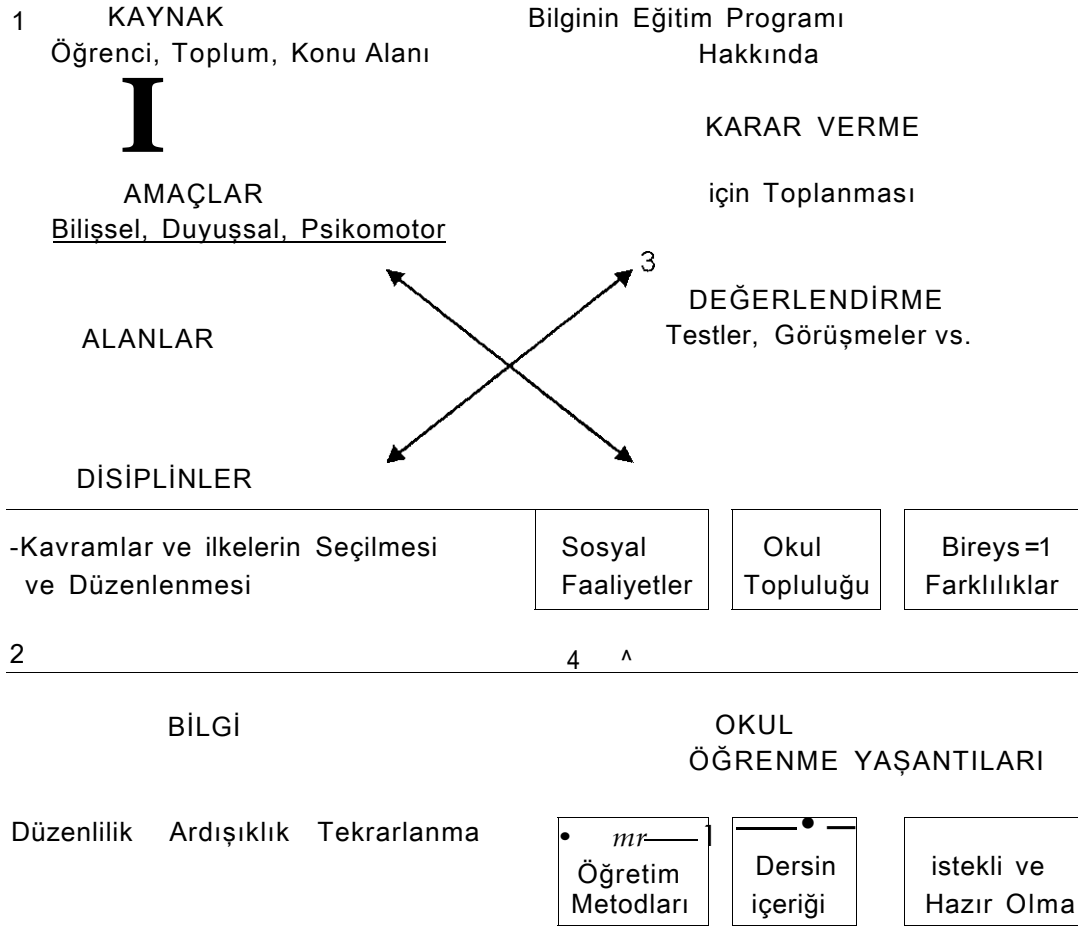 1
KAYNAK
Öğrenci, Toplum, Konu Alanı
I
AMAÇLAR
Bilişsel, Duyuşsal, Psikomotor
ALANLAR
DİSİPLİNLER
Bilginin Eğitim Programı
Hakkında
KARAR VERME
için Toplanması
3
DEĞERLENDİRME
Testler, Görüşmeler vs.
-Kavramlar ve ilkelerin Seçilmesi
ve Düzenlenmesi
Sosyal
Faaliyetler
Okul
Topluluğu
Bireys=1
Farklılıklar
2
4 ^
BİLGİ
OKUL
ÖĞRENME YAŞANTILARI
Düzenlilik Ardışıklık Tekrarlanma
• mr—— 1
Öğretim
Metodları
—•—
Dersin
içeriği
istekli ve
Hazır Olma